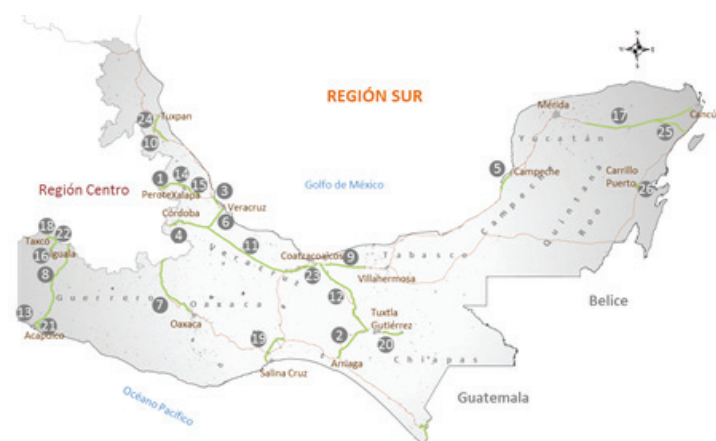 REGIÓN SUR
Mérida
17
Cancú
24
Tuxpan
Yucatán
25
10
5
Campeche
Carrillo
Puerto
26
1
14
15
3
Golfo de México
Región Centro
Perote
Xalapa
Veracruz
Córdoba
4
6
Campeche
Quintana
Roo
18
22
Taxco
16
Iguala
11
Veracruz
Coatzacoalcos
9
Tabasco
8
23
Villahermosa
12
Guerrero
Oaxaca
7
Belice
13
21
Acapulco
Oaxaca
Tuxtla
Gutiérrez
2
19
20
Salina Cruz
Arriaga
Chiapas
Guatemala
Océano Pacífico